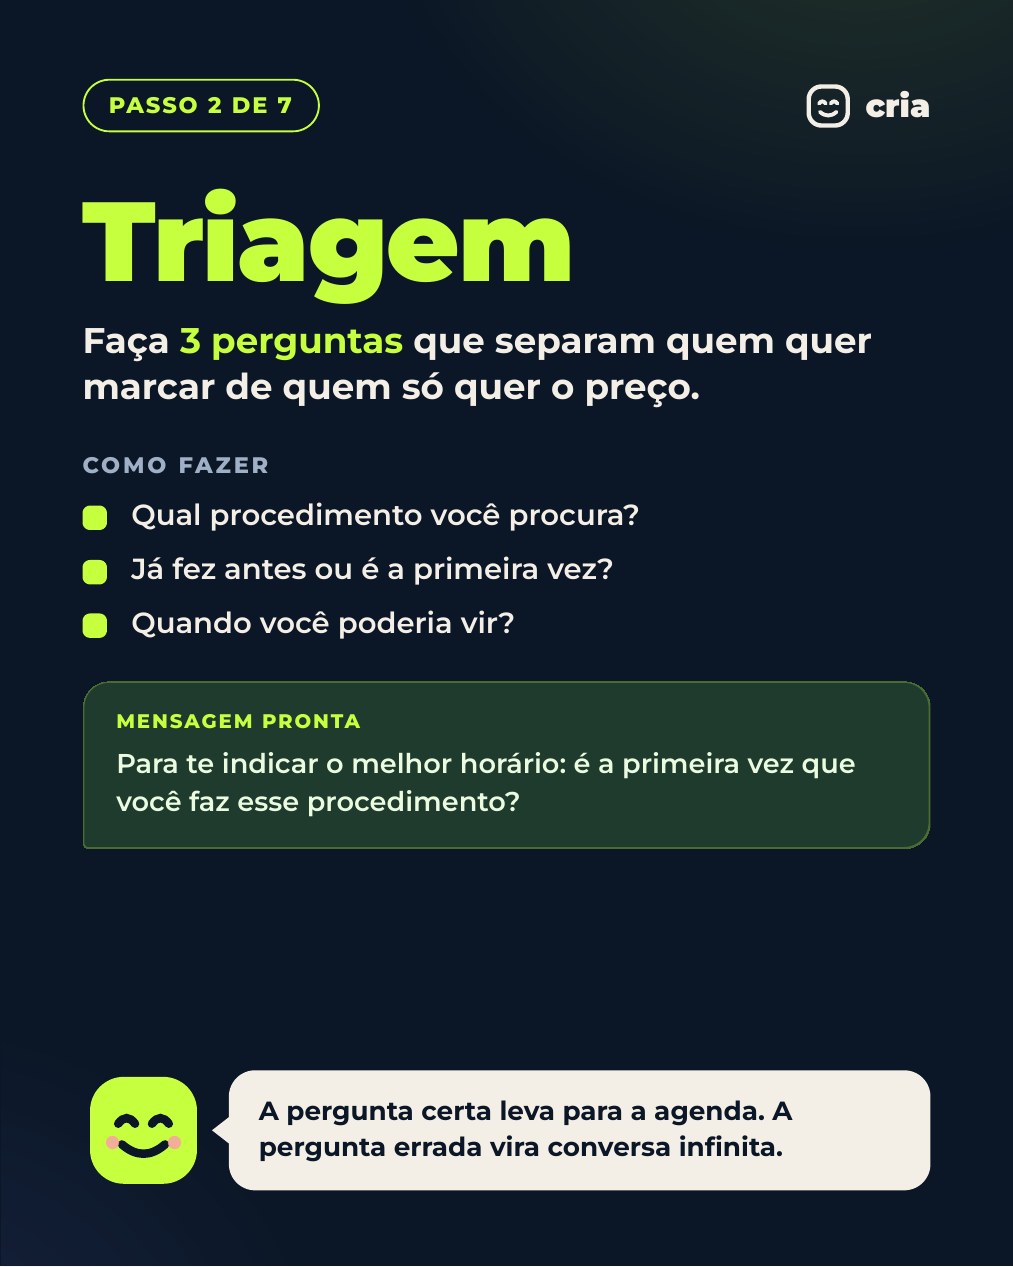 PASSO 2 DE 7
cria
Triagem
Faça 3 perguntas que separam quem quer
marcar de quem só quer o preço.
COMO FAZER
Qual procedimento você procura?
Já fez antes ou é a primeira vez?
Quando você poderia vir?
MENSAGEM PRONTA
Para te indicar o melhor horário: é a primeira vez que
você faz esse procedimento?
A pergunta certa leva para a agenda. A
pergunta errada vira conversa infinita.